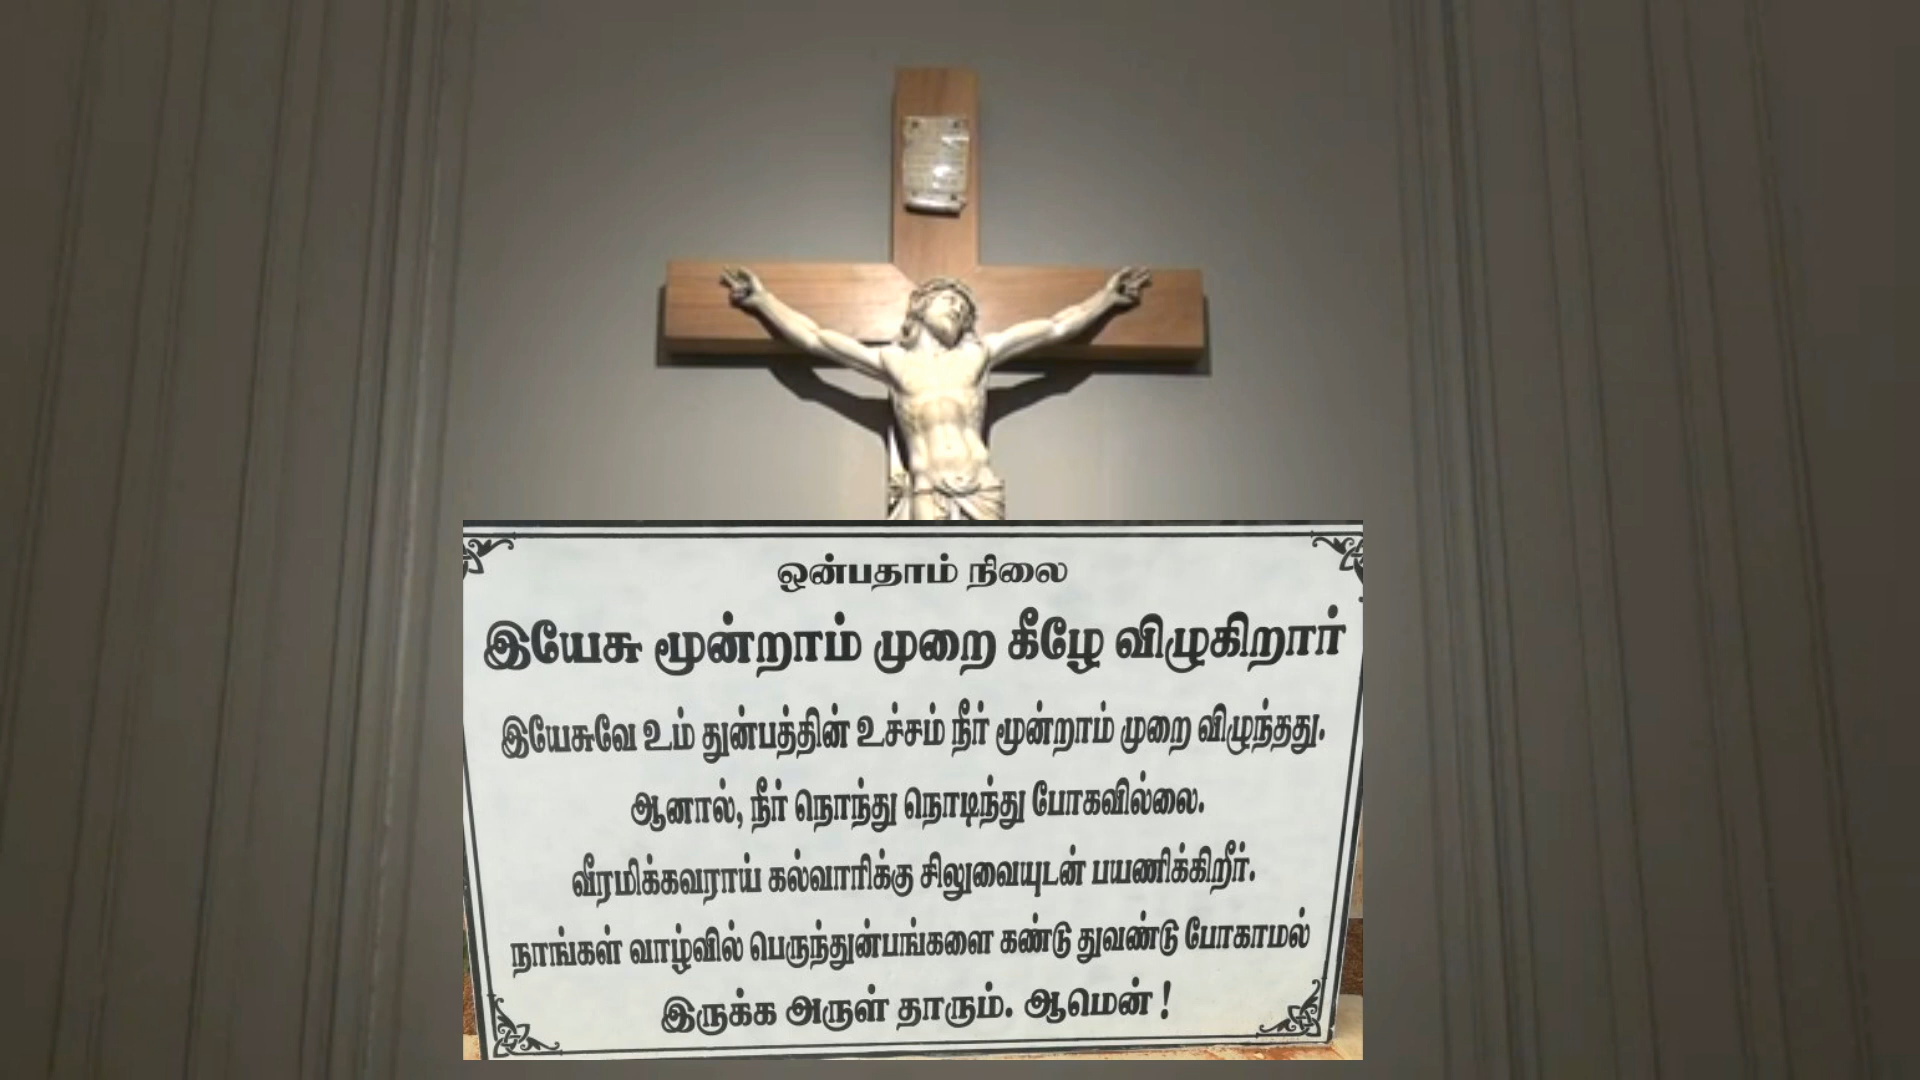 ஒன்பதாம் நிலை
இயேசு மூன்றாம் முறை கீழே விழுகிறார்
இயேசுவே உம் துன்பத்தின் உச்சம் நீர் மூன்றாம் முறை விழுந்தது.
ஆனால், நீர் நொந்து நொடிந்து போகவில்லை.
வீரமிக்கவராய் கல்வாரிக்கு சிலுவையுடன் பயணிக்கிறீர்.
நாங்கள் வாழ்வில் பெருந்துன்பங்களை கண்டு துவண்டு போகாமல்
இருக்க அருள் தாரும். ஆமென் !